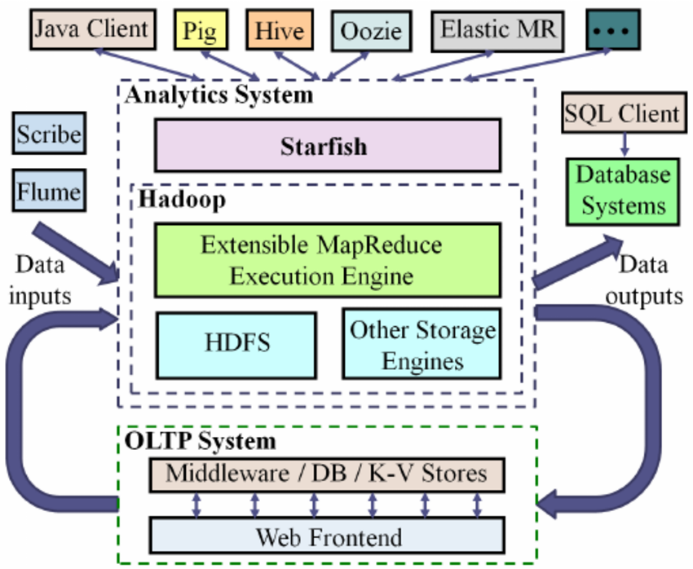 Java Client
Pig
Hive
Oozie
Elastic MR
...
Analytics System
Starfish
Hadoop
Extensible MapReduce
Execution Engine
HDFS
Other Storage
Engines
Scribe
Flume
Data
inputs
SQL Client
Database
Systems
Data
outputs
OLTP System
Middleware / DB / K-V Stores
Web Frontend